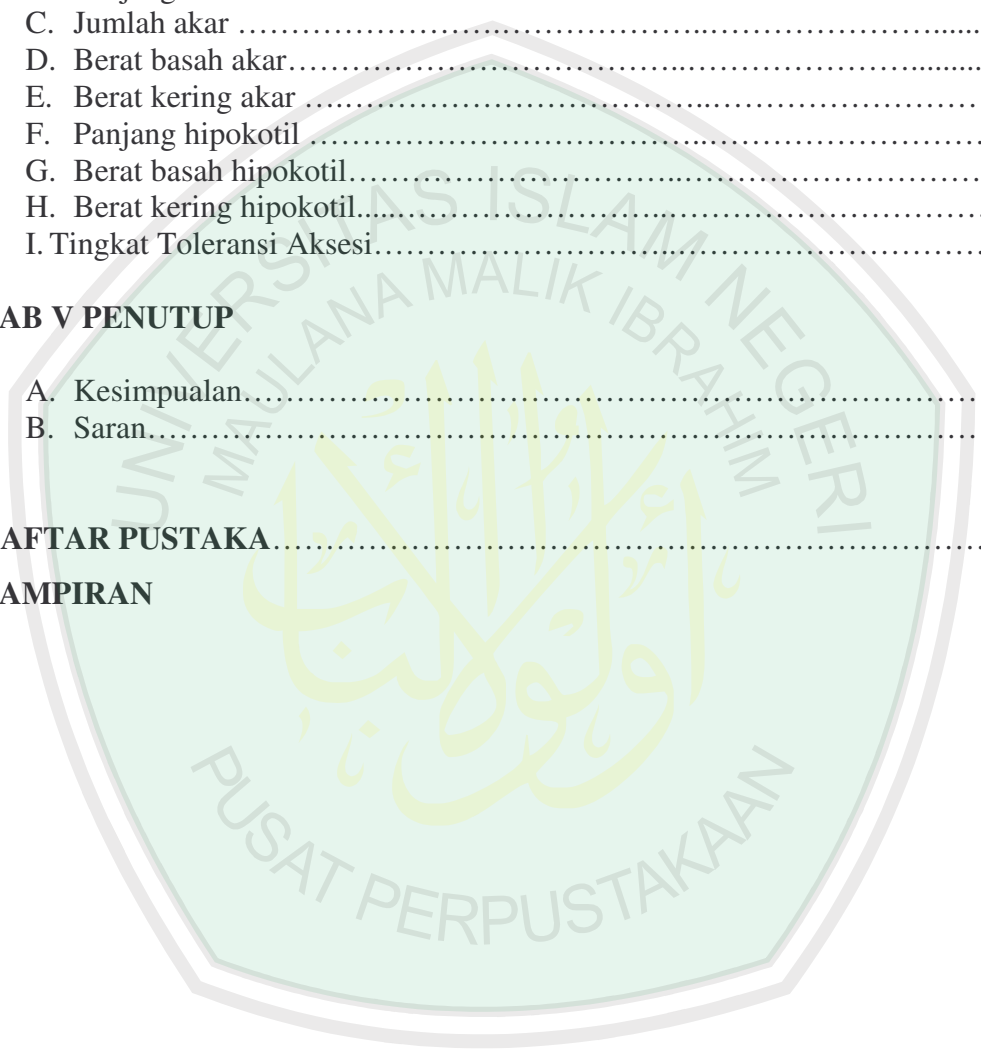 C. Jumlah akar ……………………………………..…………………......
D. Berat basah akar…………………………………..………………….........
E. Berat kering akar …………………………………..………………………
F. Panjang hipokotil …………………………………..………………………
G. Berat basah hipokotil……………………………..…………………………
H. Berat kering hipokotil.....………………………..…………………………
I. Tingkat Toleransi Aksesi…………………………..…………………………
AB V PENUTUP
A. Kesimpualan………………………………………………………………
B. Saran………………………………………………………………………
AFTAR PUSTAKA……………………………………………………………
AMPIRAN
UNIVERSITAS ISLAM NEGERI
MAULANA MALIK IBRAHIM
PUSAT PERPUSTAKAAN